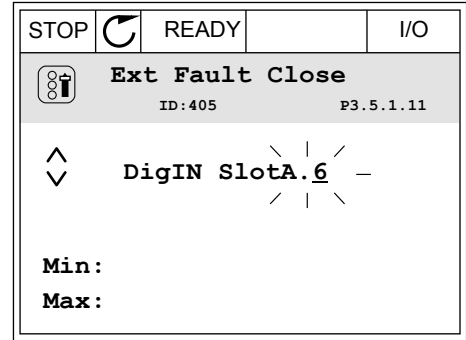 STOP READY I/O
Ext Fault Close
ID:405 P3.5.1.11
DigIN SlotA.6
Min:
Max: